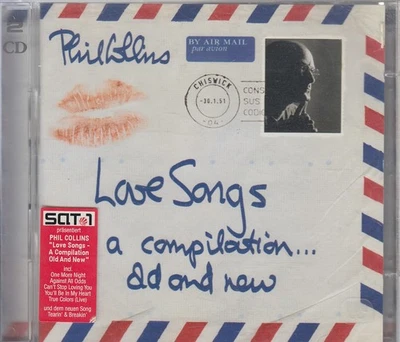 2
CD
Phil Collins
BY AIR MAIL
par avion
CHISWICK
-30.1.51
CONS
SUS
CODI
Love Songs
a compilation...
old and new
SAT.1
präsentiert
PHIL COLLINS
"Love Songs -
A Compilation
Old And New"
incl.
One More Night
Against All Odds
Can't Stop Loving You
You'll Be In My Heart
True Colors (Live)
und dem neuen Song
Tearin' & Breakin'